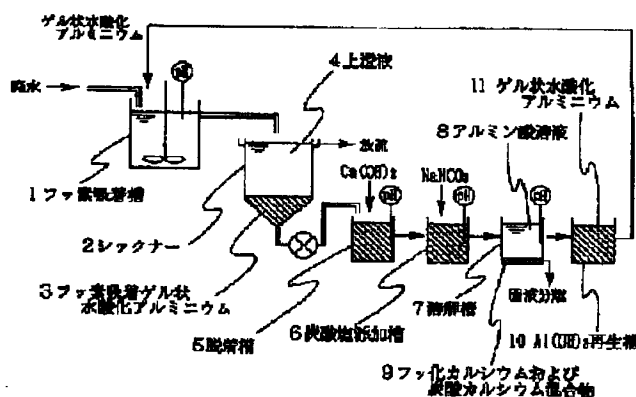 ゲル状水酸化
アルミニウム
廃水
pH
4上澄液
放流
1フッ素吸着槽
2シックナー
3フッ素吸着ゲル状
水酸化アルミニウム
Ca(OH)₂
pH
5脱着槽
NaHCO₃
pH
6炭酸塩添加槽
8アルミン酸溶液
pH
7溶解槽
固液分離
9フッ化カルシウムおよび
炭酸カルシウム混合物
11ゲル状水酸化
アルミニウム
10 Al(OH)₃再生槽